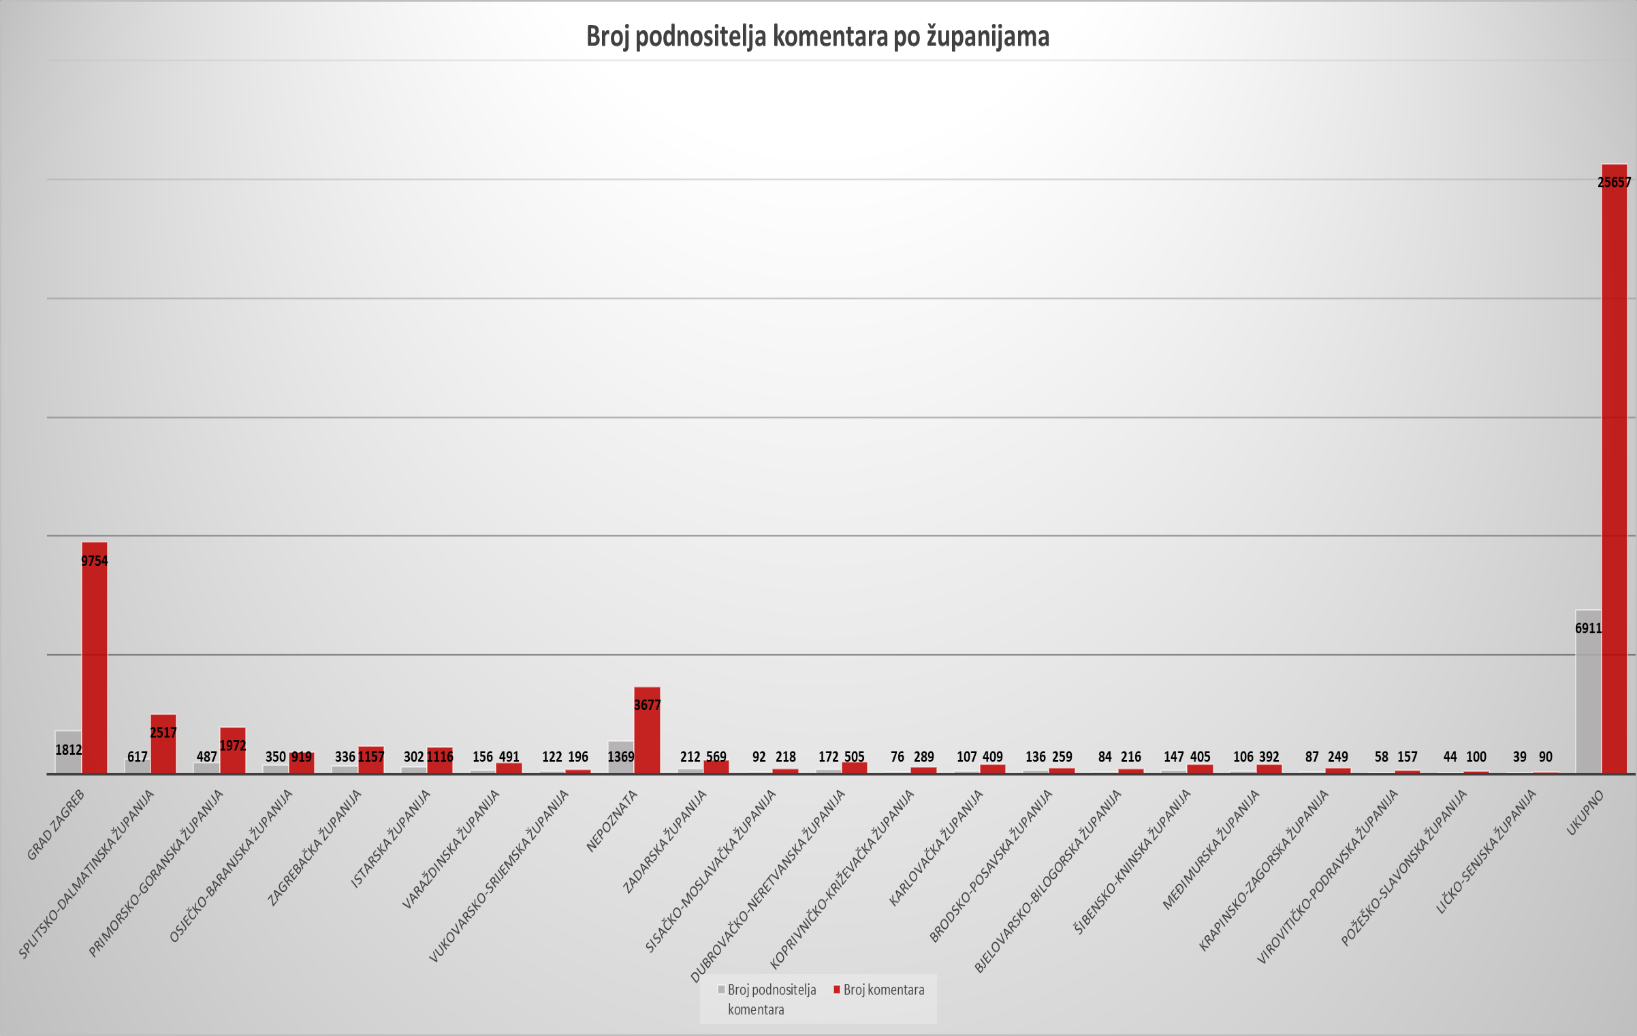 Broj podnositelja komentara po županijama
25657
9754
6911
3677
1812
617
2517
487
1972
350
919
336
1157
302
1116
156
491
122
196
1369
212
569
92
218
172
505
76
289
107
409
136
259
84
216
147
405
106
392
87
249
58
157
44
100
39
90
GRAD ZAGREB
SPLITSKO-DALMATINSKA ŽUPANIJA
PRIMORSKO-GORANSKA ŽUPANIJA
OSJEČKO-BARANJSKA ŽUPANIJA
ZAGREBAČKA ŽUPANIJA
ISTARSKA ŽUPANIJA
VARAŽDINSKA ŽUPANIJA
VUKOVARSKO-SRIJEMSKA ŽUPANIJA
NEPOZNATA
ZADARSKA ŽUPANIJA
SISAČKO-MOSLAVAČKA ŽUPANIJA
DUBROVAČKO-NERETVANSKA ŽUPANIJA
KOPRIVNIČKO-KRIŽEVAČKA ŽUPANIJA
KARLOVAČKA ŽUPANIJA
BRODSKO-POSAVSKA ŽUPANIJA
BJELOVARSKO-BILOGORSKA ŽUPANIJA
ŠIBENSKO-KNINSKA ŽUPANIJA
MEĐIMURSKA ŽUPANIJA
KRAPINSKO-ZAGORSKA ŽUPANIJA
VIROVITIČKO-PODRAVSKA ŽUPANIJA
POŽEŠKO-SLAVONSKA ŽUPANIJA
LIČKO-SENJSKA ŽUPANIJA
UKUPNO
Broj podnositelja
komentara
Broj komentara